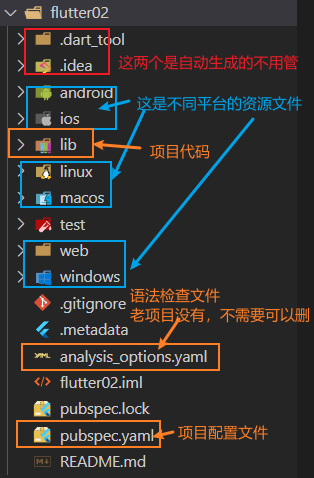 flutter02
.dart_tool
.idea
这两个是自动生成的不用管
android
这是不同平台的资源文件
ios
lib
项目代码
linux
macos
test
web
windows
语法检查文件
.gitignore
老项目没有，不需要可以删
.metadata
YAML
analysis_options.yaml
flutter02.iml
pubspec.lock
pubspec.yaml
项目配置文件
README.md